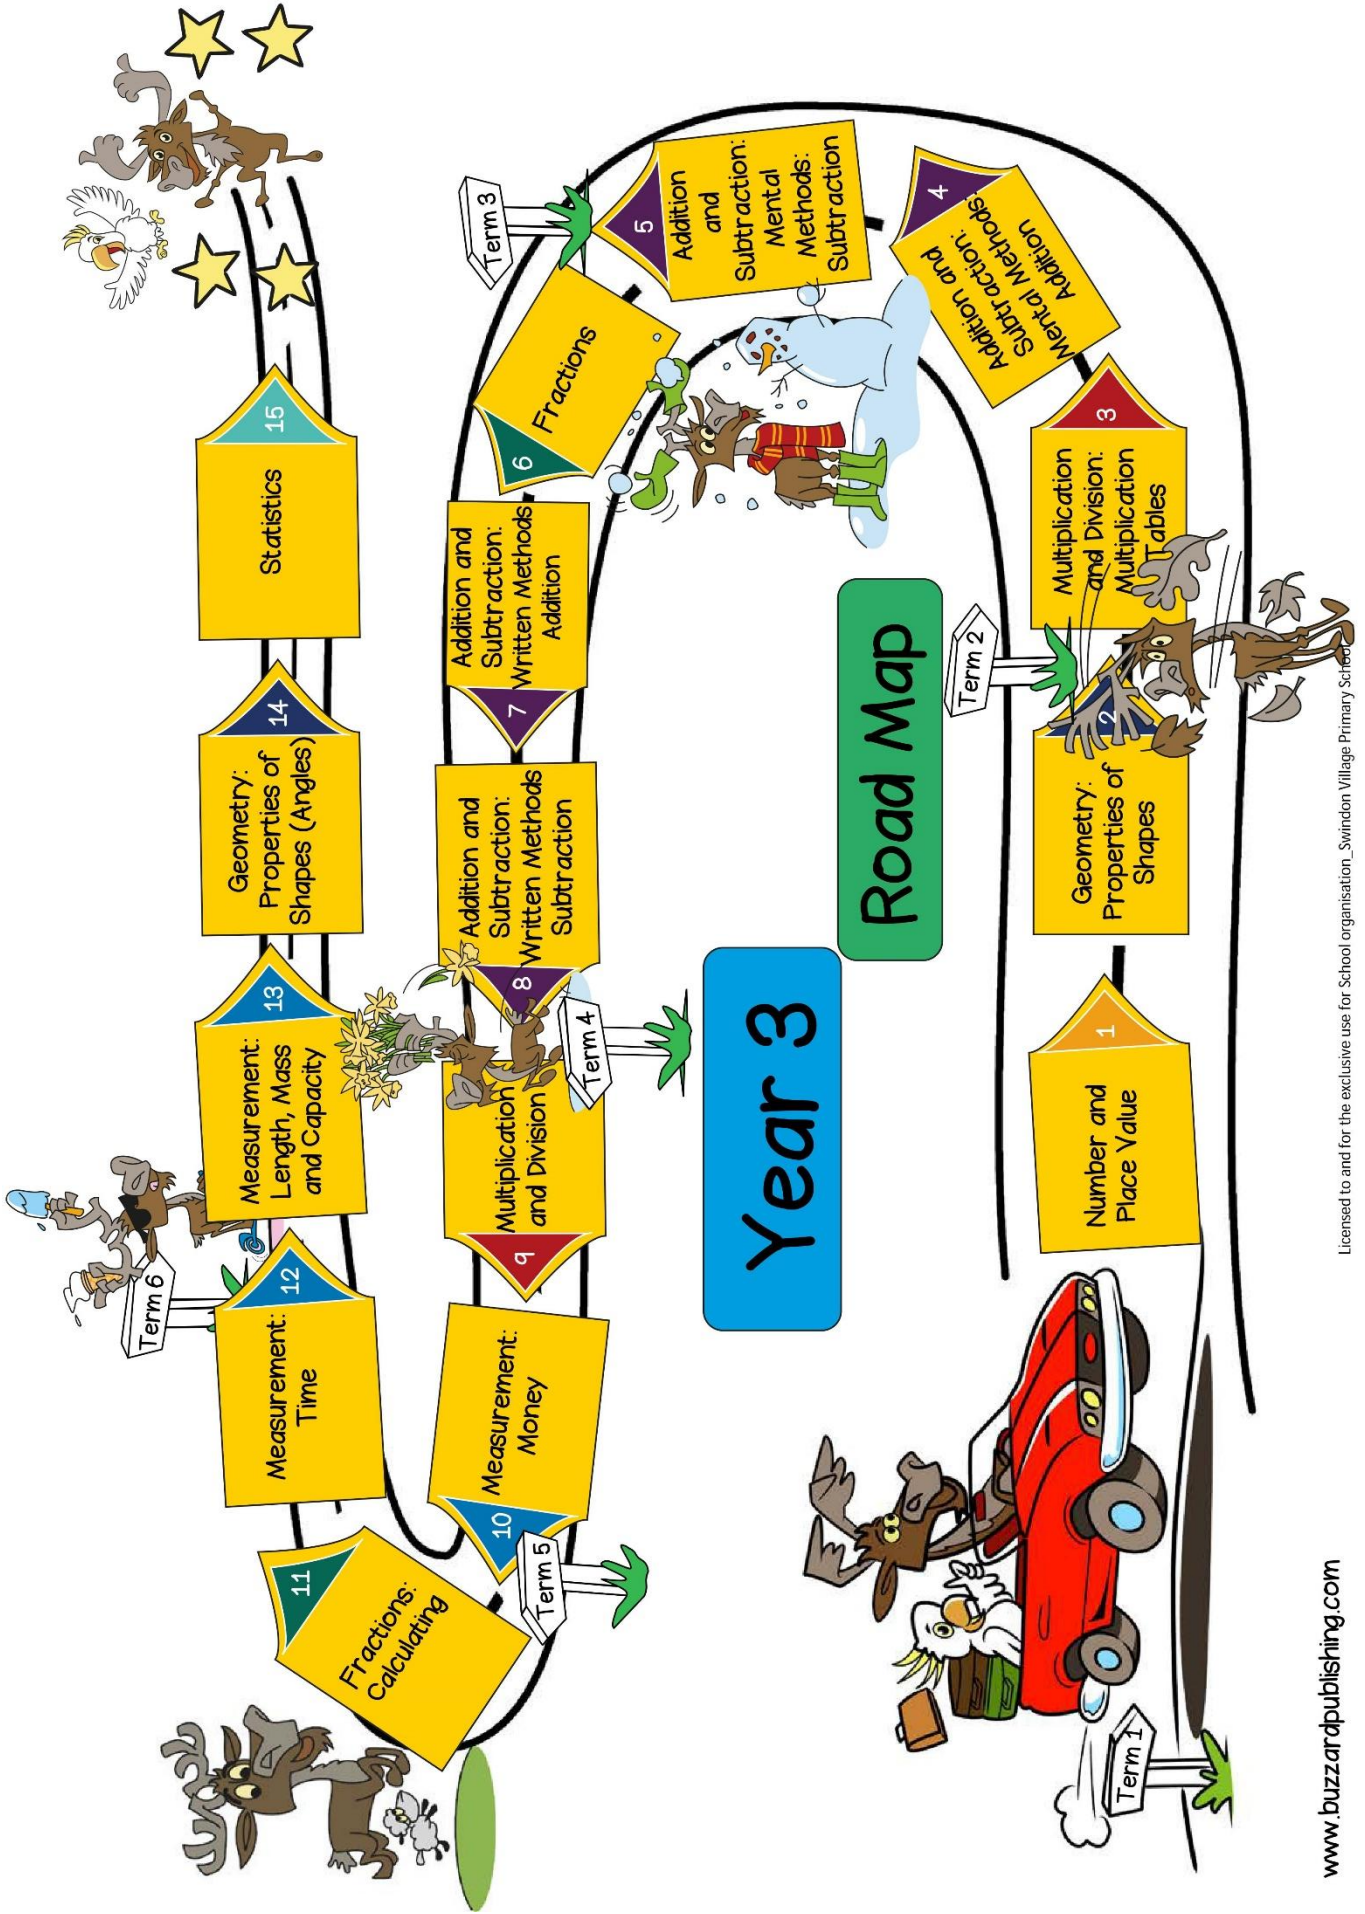 Year 3
Road Map
Term 1
Number and
Place Value
1
Geometry:
Properties of
Shapes
2
Term 2
Multiplication
and Division:
Multiplication
Tables
3
Addition and
Subtraction:
Mental Methods:
Addition
4
Addition
and
Subtraction:
Mental
Methods:
Subtraction
5
Term 3
Fractions
6
Addition and
Subtraction:
Written Methods
Addition
7
Addition and
Subtraction:
Written Methods
Subtraction
8
Term 4
Multiplication
and Division
9
Measurement:
Money
10
Term 5
Fractions:
Calculating
11
Measurement:
Time
12
Term 6
Measurement:
Length, Mass
and Capacity
13
Geometry:
Properties of
Shapes (Angles)
14
Statistics
15
www.buzzardpublishing.com
Licensed to and for the exclusive use for School organisation_Swindon Village Primary School